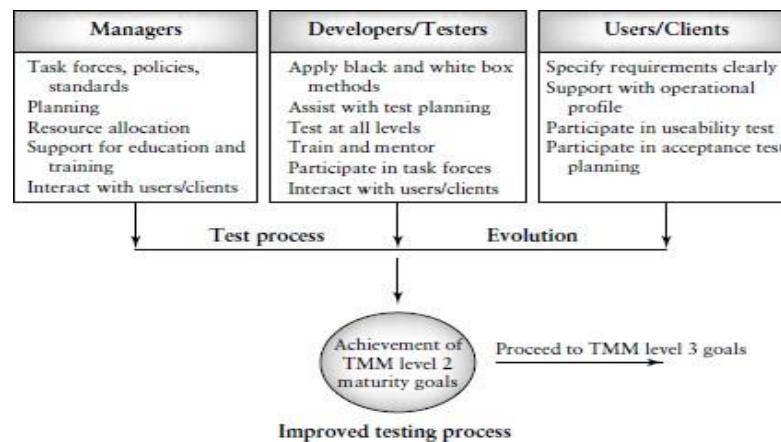 Managers
Task forces, policies,
standards
Planning
Resource allocation
Support for education and
training
Interact with users/clients
Developers/Testers
Apply black and white box
methods
Assist with test planning
Test at all levels
Train and mentor
Participate in task forces
Interact with users/clients
Users/Clients
Specify requirements clearly
Support with operational
profile
Participate in useability test
Participate in acceptance test
planning
Test process
Evolution
Achievement of
TMM level 2
maturity goals
Proceed to TMM level 3 goals
Improved testing process